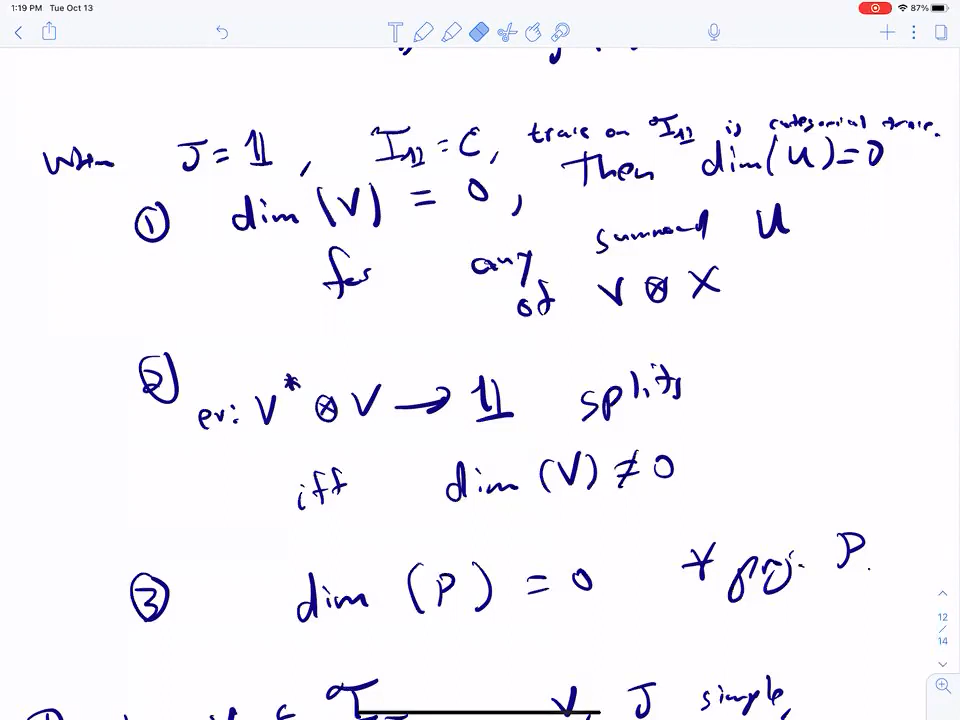 1:19 PM Tue Oct 13
87%
When J = 𝟙, I_𝟙 = C, trace on I_𝟙 is categorical trace.
① dim(V) = 0, Then dim(U)=0
for any summand U
of V ⊗ X
② ev: V* ⊗ V → 𝟙 splits
iff dim(V) ≠ 0
③ dim(P) = 0 ∀ proj. P.
V, J simple,
12
/
14